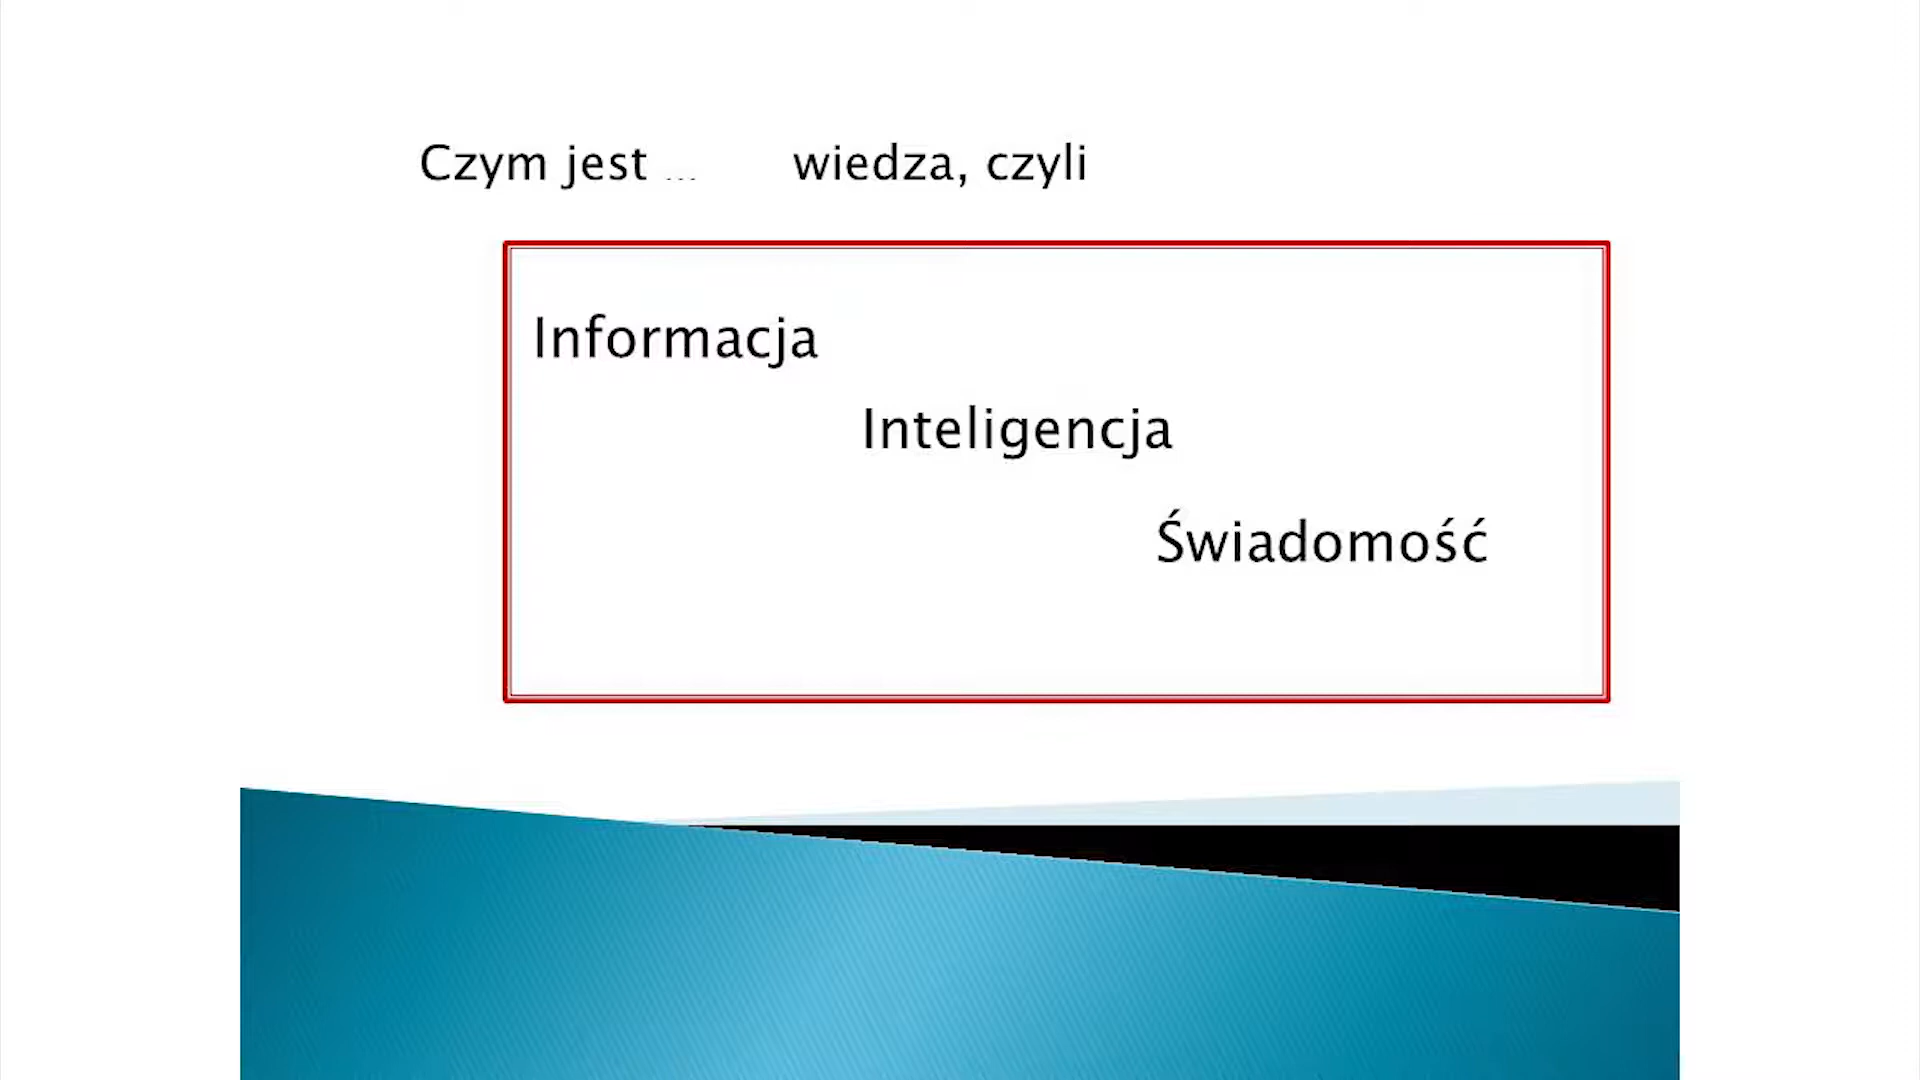 Czym jest ... wiedza, czyli
Informacja
Inteligencja
Świadomość